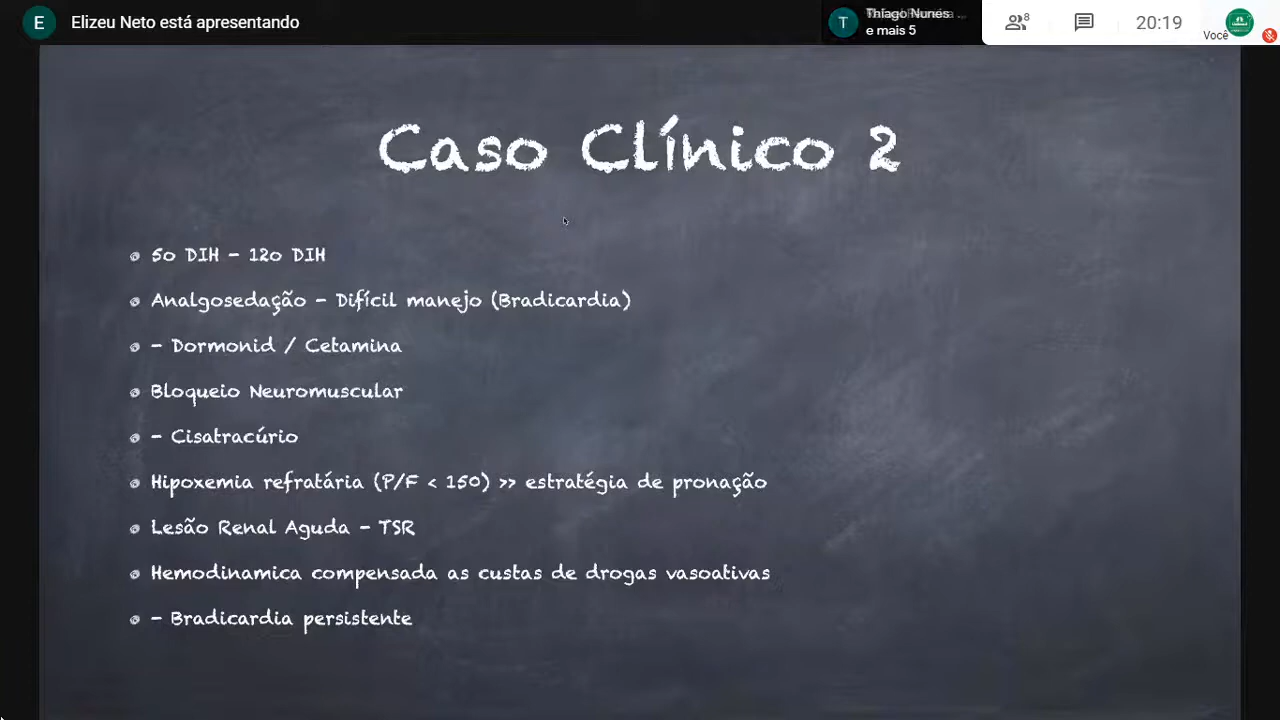 E
Elizeu Neto está apresentando
T
Thiago Nunes
e mais 5
8
20:19
Você
Caso Clínico 2
5o DIH - 12o DIH
Analgosedação - Difícil manejo (Bradicardia)
- Dormonid / Cetamina
Bloqueio Neuromuscular
- Cisatracúrio
Hipoxemia refratária (P/F < 150) >> estratégia de pronação
Lesão Renal Aguda - TSR
Hemodinamica compensada as custas de drogas vasoativas
- Bradicardia persistente